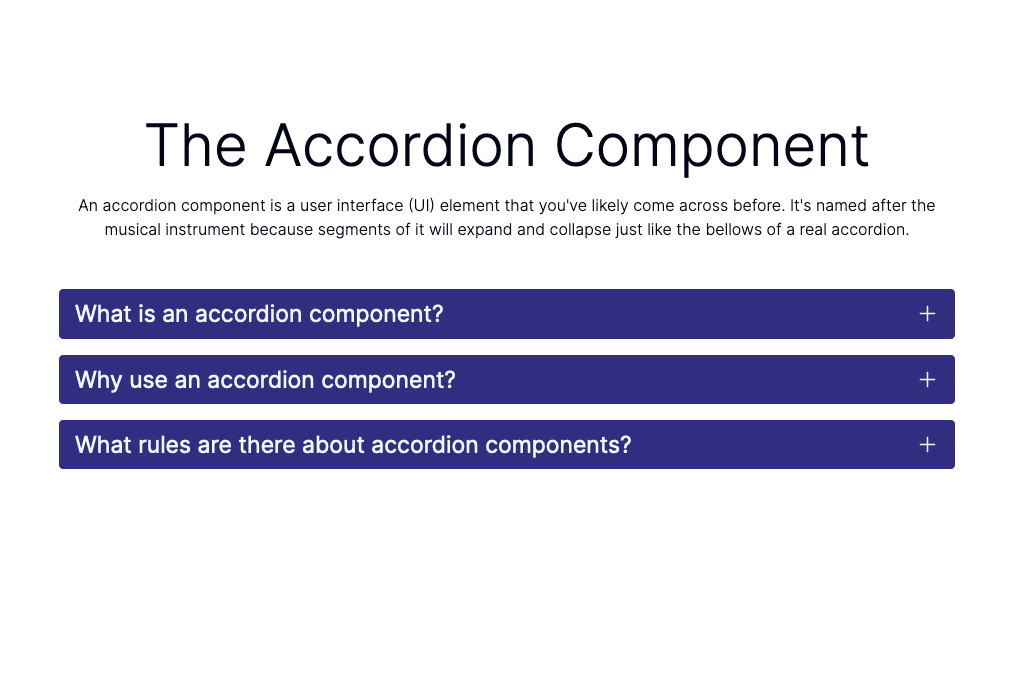 The Accordion Component
An accordion component is a user interface (UI) element that you've likely come across before. It's named after the
musical instrument because segments of it will expand and collapse just like the bellows of a real accordion.
What is an accordion component?
Why use an accordion component?
What rules are there about accordion components?